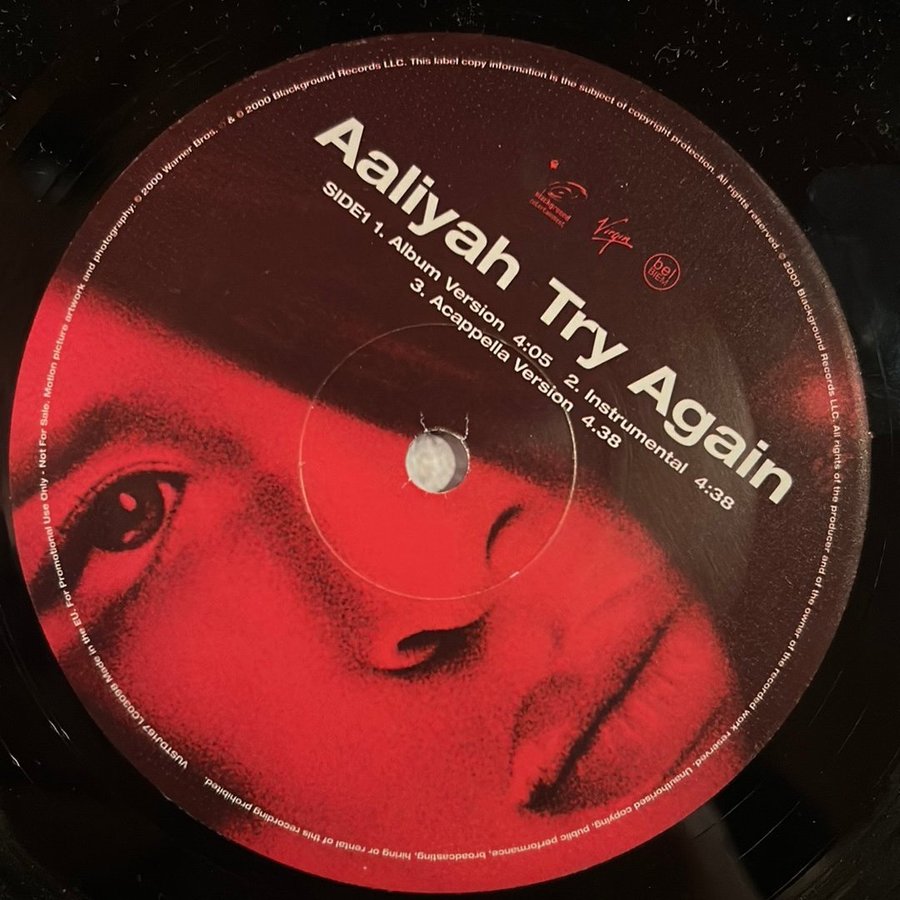 Aaliyah Try Again
SIDE1 1. Album Version 4:05 2. Instrumental 4:38
3. Acappella Version 4.38
blackground
entertainment
Virgin
bel
BIEM
VUSTDJ167 LC03098 Made in the EU. For Promotional Use Only - Not For Sale. Motion picture artwork and photography: © 2000 Warner Bros. ℗ & © 2000 Blackground Records LLC. This label copy information is the subject of copyright protection. All rights reserved. © 2000 Blackground Records LLC. All rights of the producer and of the owner of the recorded work reserved. Unauthorised copying, public performance, broadcasting, hiring or rental of this recording prohibited.